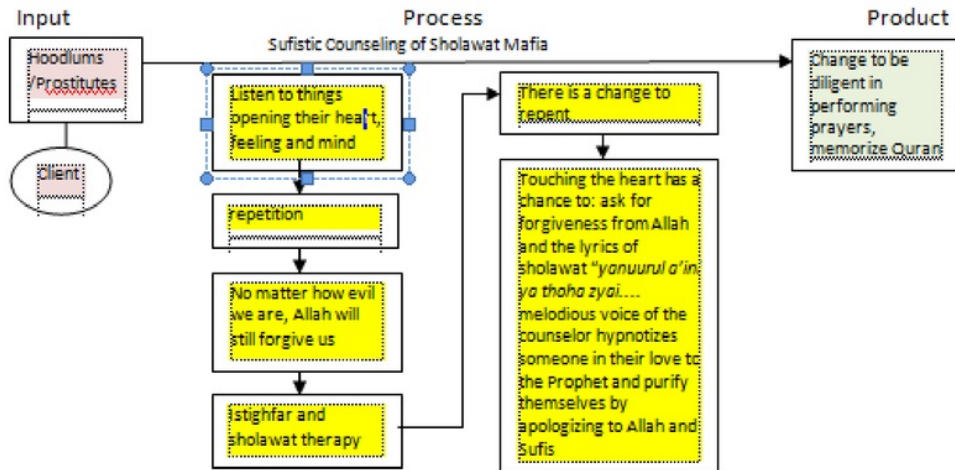 Input
Process
Product
Sufistic Counseling of Sholawat Mafia
Hoodlums
/Prostitutes
Client
Listen to things
opening their heart,
feeling and mind
repetition
No matter how evil
we are, Allah will
still forgive us
Istighfar and
sholawat therapy
There is a change to
repent
Touching the heart has a
chance to: ask for
forgiveness from Allah
and the lyrics of
sholawat "yanuurul a'in
ya thoha zyai....
melodious voice of the
counselor hypnotizes
someone in their love to
the Prophet and purify
themselves by
apologizing to Allah and
Sufis
Change to be
diligent in
performing
prayers,
memorize Quran